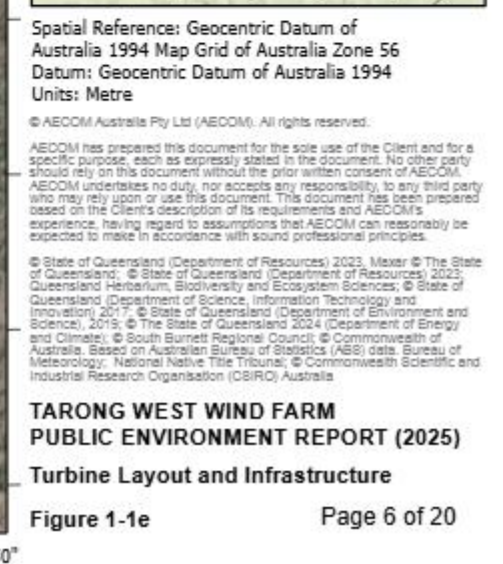 Spatial Reference: Geocentric Datum of
Australia 1994 Map Grid of Australia Zone 56
Datum: Geocentric Datum of Australia 1994
Units: Metre
© AECOM Australia Pty Ltd (AECOM). All rights reserved.
AECOM has prepared this document for the sole use of the Client and for a
specific purpose, each as expressly stated in the document. No other party
should rely on this document without the prior written consent of AECOM.
AECOM undertakes no duty, nor accepts any responsibility, to any third party
who may rely upon or use this document. This document has been prepared
based on the Client's description of its requirements and AECOM's
experience, having regard to assumptions that AECOM can reasonably be
expected to make in accordance with sound professional principles.
© State of Queensland (Department of Resources) 2023, Maxar © The State
of Queensland; © State of Queensland (Department of Resources) 2023;
Queensland Herbarium, Biodiversity and Ecosystem Sciences; © State of
Queensland (Department of Science, Information Technology and
Innovation) 2017; © State of Queensland (Department of Environment and
Science), 2019; © The State of Queensland 2024 (Department of Energy
and Climate); © South Burnett Regional Council; © Commonwealth of
Australia. Based on Australian Bureau of Statistics (ABS) data. Bureau of
Meteorology; National Native Title Tribunal; © Commonwealth Scientific and
Industrial Research Organisation (CSIRO) Australia
TARONG WEST WIND FARM
PUBLIC ENVIRONMENT REPORT (2025)
Turbine Layout and Infrastructure
Figure 1-1e Page 6 of 20
0"